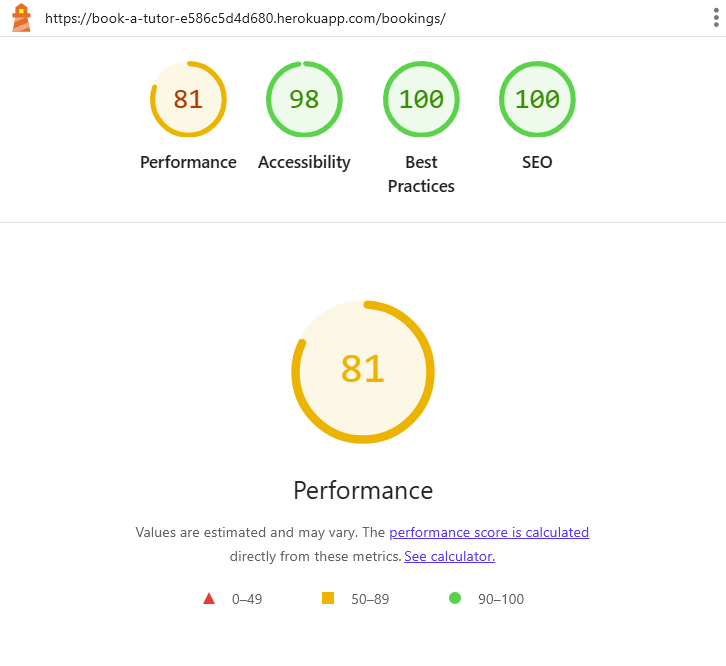 https://book-a-tutor-e586c5d4d680.herokuapp.com/bookings/
81 98 100 100
Performance Accessibility Best Practices SEO
81
Performance
Values are estimated and may vary. The performance score is calculated
directly from these metrics. See calculator.
0–49 50–89 90–100